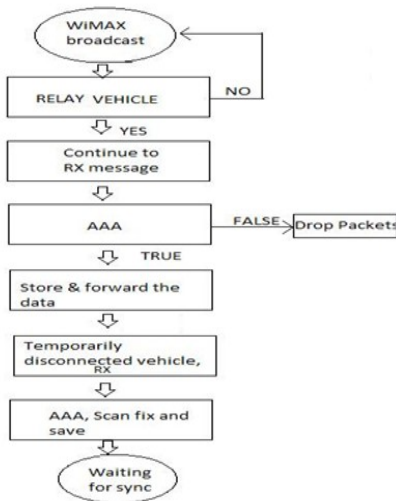 WiMAX
broadcast
RELAY VEHICLE
NO
YES
Continue to
RX message
AAA
FALSE
Drop Packets
TRUE
Store & forward the
data
Temporarily
disconnected vehicle,
RX
AAA, Scan fix and
save
Waiting
for sync